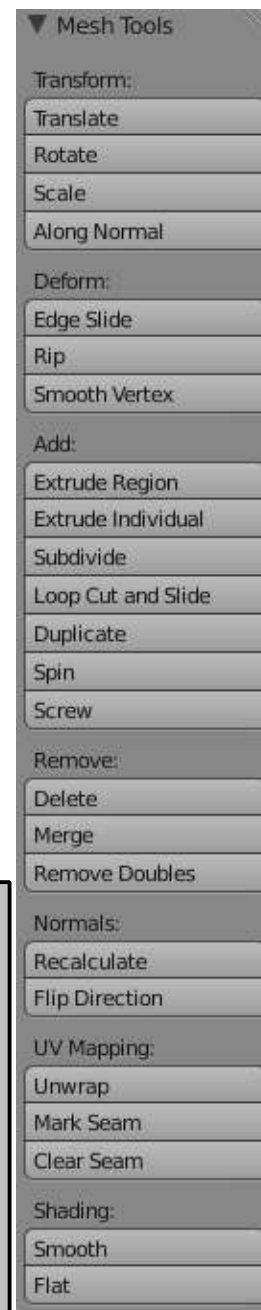 Mesh Tools
Transform:
Translate
Rotate
Scale
Along Normal
Deform:
Edge Slide
Rip
Smooth Vertex
Add:
Extrude Region
Extrude Individual
Subdivide
Loop Cut and Slide
Duplicate
Spin
Screw
Remove:
Delete
Merge
Remove Doubles
Normals:
Recalculate
Flip Direction
UV Mapping:
Unwrap
Mark Seam
Clear Seam
Shading:
Smooth
Flat